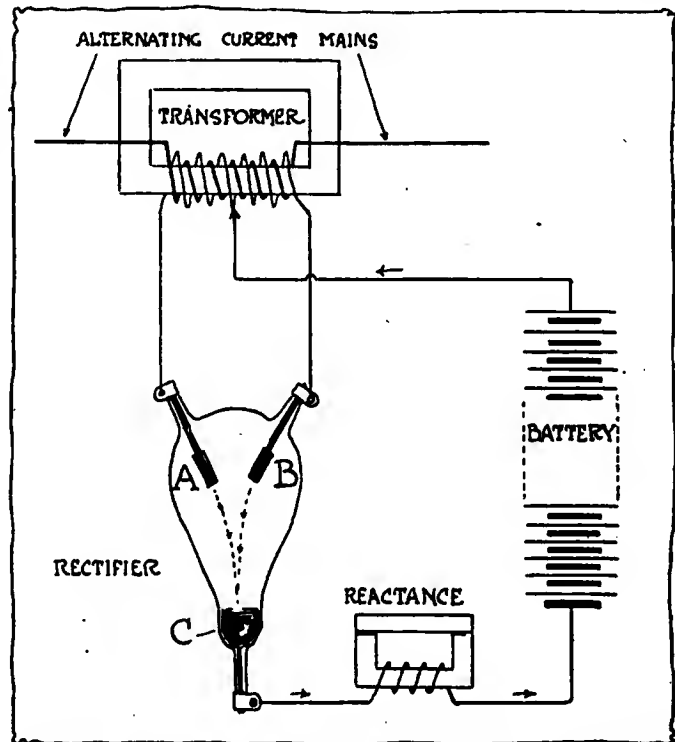 ALTERNATING CURRENT MAINS
TRANSFORMER
A
B
BATTERY
RECTIFIER
C
REACTANCE